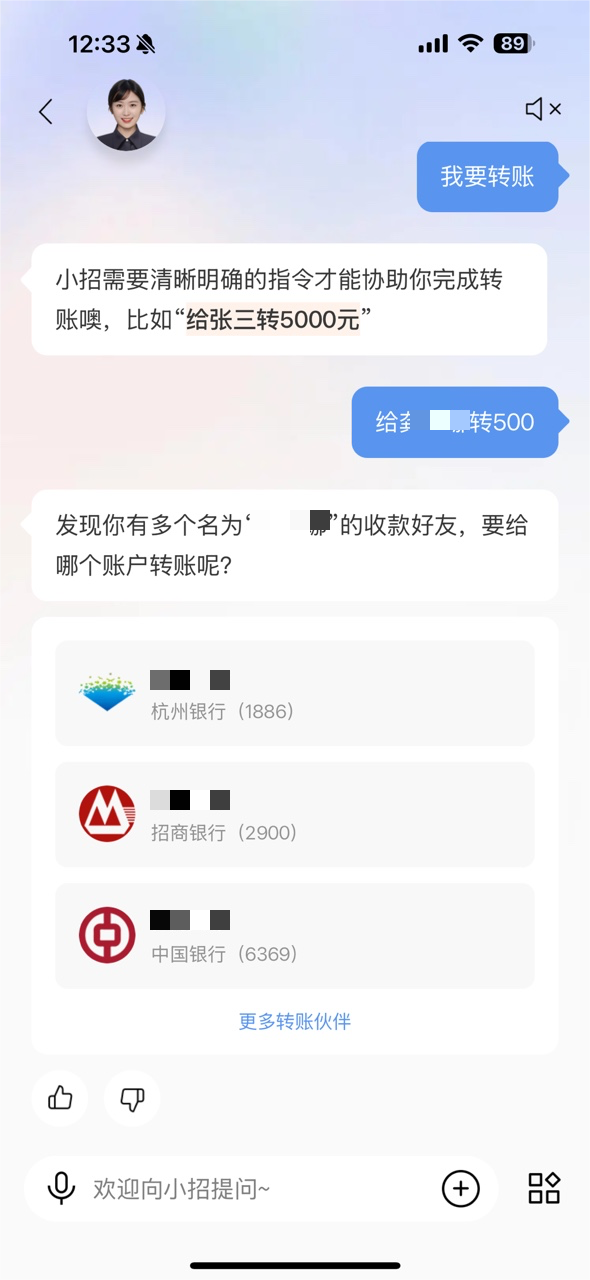 12:33
89
我要转账
小招需要清晰明确的指令才能协助你完成转
账噢，比如“给张三转5000元”
给 转500
发现你有多个名为‘ ’的收款好友，要给
哪个账户转账呢?
杭州银行（1886）
招商银行（2900）
中国银行（6369）
更多转账伙伴
欢迎向小招提问~